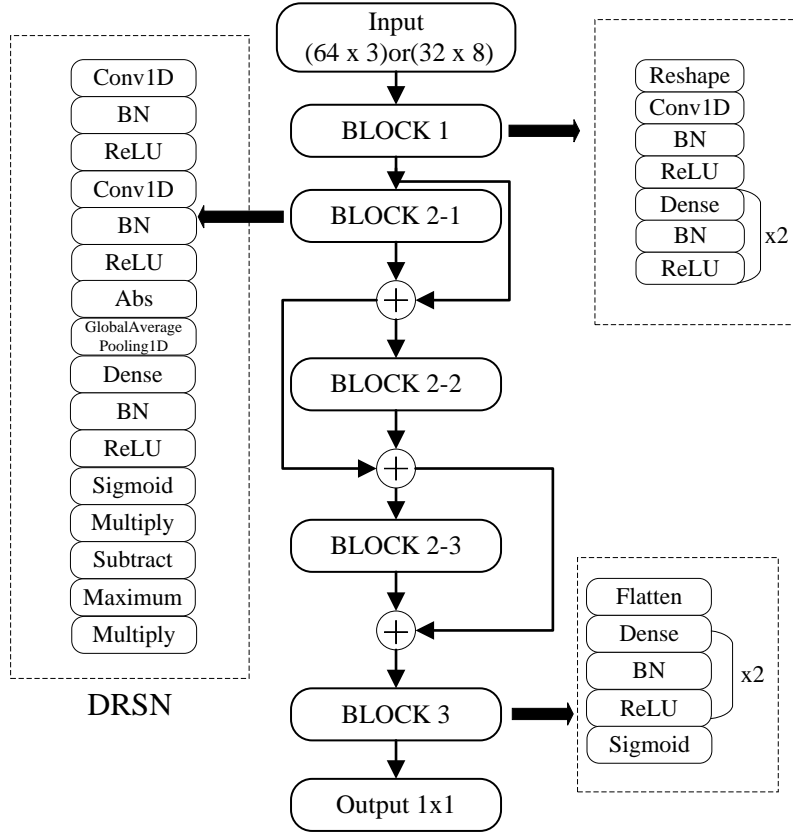 Input
(64 x 3)or(32 x 8)
BLOCK 1
BLOCK 2-1
BLOCK 2-2
BLOCK 2-3
BLOCK 3
Output 1x1
Conv1D
BN
ReLU
Conv1D
BN
ReLU
Abs
GlobalAverage
Pooling1D
Dense
BN
ReLU
Sigmoid
Multiply
Subtract
Maximum
Multiply
DRSN
Reshape
Conv1D
BN
ReLU
Dense
BN
ReLU
x2
Flatten
Dense
BN
ReLU
Sigmoid
x2